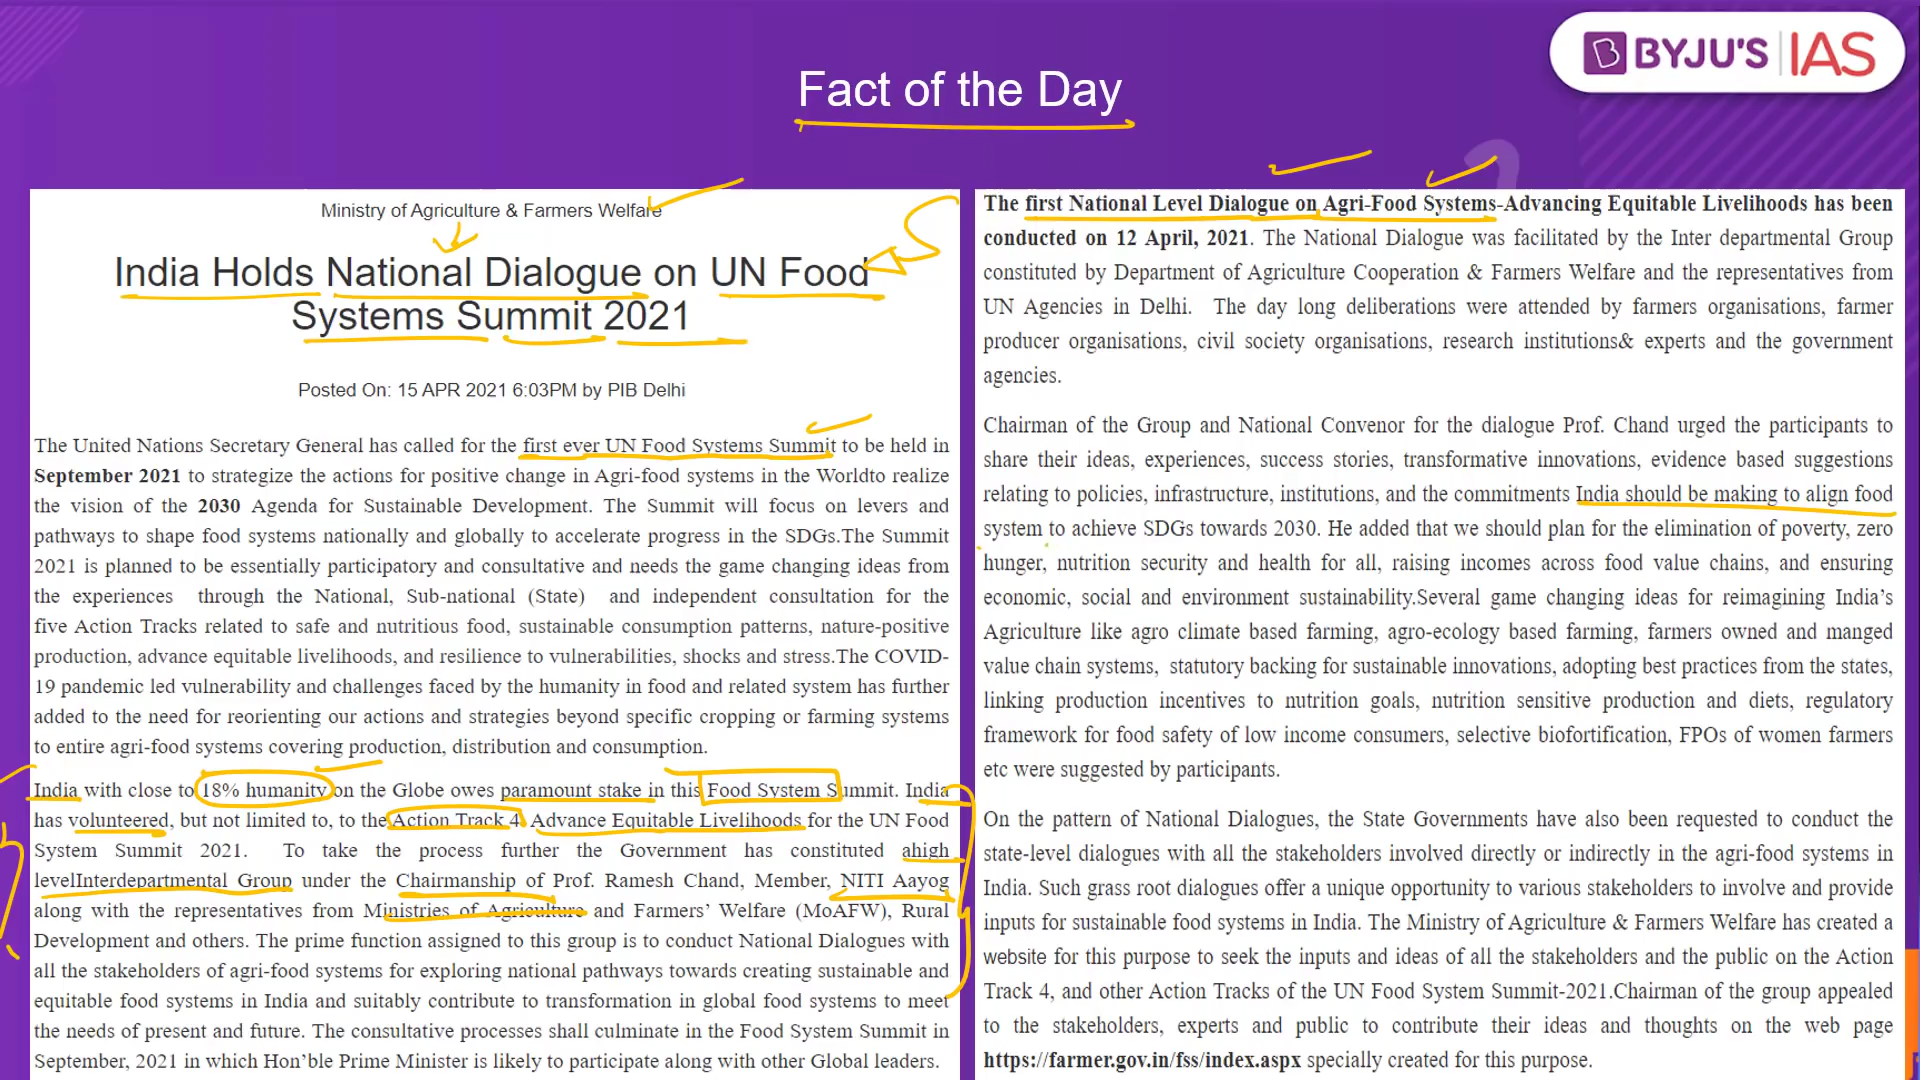 BYJU'S IAS
Fact of the Day
Ministry of Agriculture & Farmers Welfare
India Holds National Dialogue on UN Food
Systems Summit 2021
Posted On: 15 APR 2021 6:03PM by PIB Delhi
The United Nations Secretary General has called for the first ever UN Food Systems Summit to be held in
September 2021 to strategize the actions for positive change in Agri-food systems in the Worldto realize
the vision of the 2030 Agenda for Sustainable Development. The Summit will focus on levers and
pathways to shape food systems nationally and globally to accelerate progress in the SDGs.The Summit
2021 is planned to be essentially participatory and consultative and needs the game changing ideas from
the experiences through the National, Sub-national (State) and independent consultation for the
five Action Tracks related to safe and nutritious food, sustainable consumption patterns, nature-positive
production, advance equitable livelihoods, and resilience to vulnerabilities, shocks and stress.The COVID-
19 pandemic led vulnerability and challenges faced by the humanity in food and related system has further
added to the need for reorienting our actions and strategies beyond specific cropping or farming systems
to entire agri-food systems covering production, distribution and consumption.
India with close to 18% humanity on the Globe owes paramount stake in this Food System Summit. India
has volunteered, but not limited to, to the Action Track 4 Advance Equitable Livelihoods for the UN Food
System Summit 2021. To take the process further the Government has constituted ahigh
levelInterdepartmental Group under the Chairmanship of Prof. Ramesh Chand, Member, NITI Aayog
along with the representatives from Ministries of Agriculture and Farmers' Welfare (MoAFW), Rural
Development and others. The prime function assigned to this group is to conduct National Dialogues with
all the stakeholders of agri-food systems for exploring national pathways towards creating sustainable and
equitable food systems in India and suitably contribute to transformation in global food systems to meet
the needs of present and future. The consultative processes shall culminate in the Food System Summit in
September, 2021 in which Hon'ble Prime Minister is likely to participate along with other Global leaders.
The first National Level Dialogue on Agri-Food Systems-Advancing Equitable Livelihoods has been
conducted on 12 April, 2021. The National Dialogue was facilitated by the Inter departmental Group
constituted by Department of Agriculture Cooperation & Farmers Welfare and the representatives from
UN Agencies in Delhi. The day long deliberations were attended by farmers organisations, farmer
producer organisations, civil society organisations, research institutions& experts and the government
agencies.
Chairman of the Group and National Convenor for the dialogue Prof. Chand urged the participants to
share their ideas, experiences, success stories, transformative innovations, evidence based suggestions
relating to policies, infrastructure, institutions, and the commitments India should be making to align food
system to achieve SDGs towards 2030. He added that we should plan for the elimination of poverty, zero
hunger, nutrition security and health for all, raising incomes across food value chains, and ensuring
economic, social and environment sustainability.Several game changing ideas for reimagining India's
Agriculture like agro climate based farming, agro-ecology based farming, farmers owned and manged
value chain systems, statutory backing for sustainable innovations, adopting best practices from the states,
linking production incentives to nutrition goals, nutrition sensitive production and diets, regulatory
framework for food safety of low income consumers, selective biofortification, FPOs of women farmers
etc were suggested by participants.
On the pattern of National Dialogues, the State Governments have also been requested to conduct the
state-level dialogues with all the stakeholders involved directly or indirectly in the agri-food systems in
India. Such grass root dialogues offer a unique opportunity to various stakeholders to involve and provide
inputs for sustainable food systems in India. The Ministry of Agriculture & Farmers Welfare has created a
website for this purpose to seek the inputs and ideas of all the stakeholders and the public on the Action
Track 4, and other Action Tracks of the UN Food System Summit-2021.Chairman of the group appealed
to the stakeholders, experts and public to contribute their ideas and thoughts on the web page
https://farmer.gov.in/fss/index.aspx specially created for this purpose.